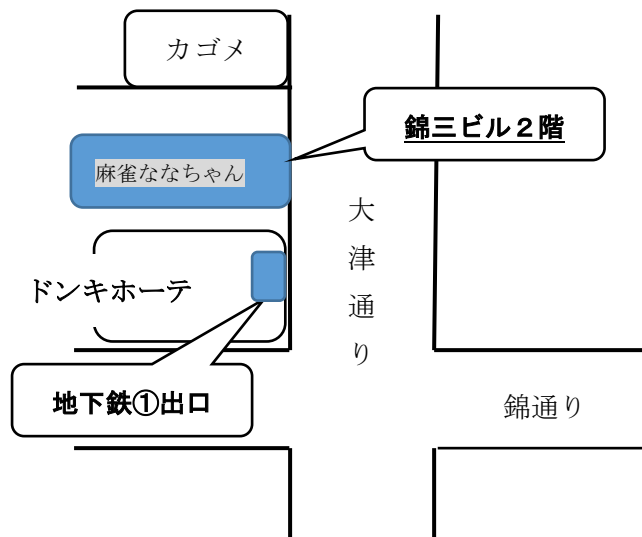 カゴメ
錦三ビル２階
麻雀ななちゃん
大津通り
ドンキホーテ
地下鉄①出口
錦通り